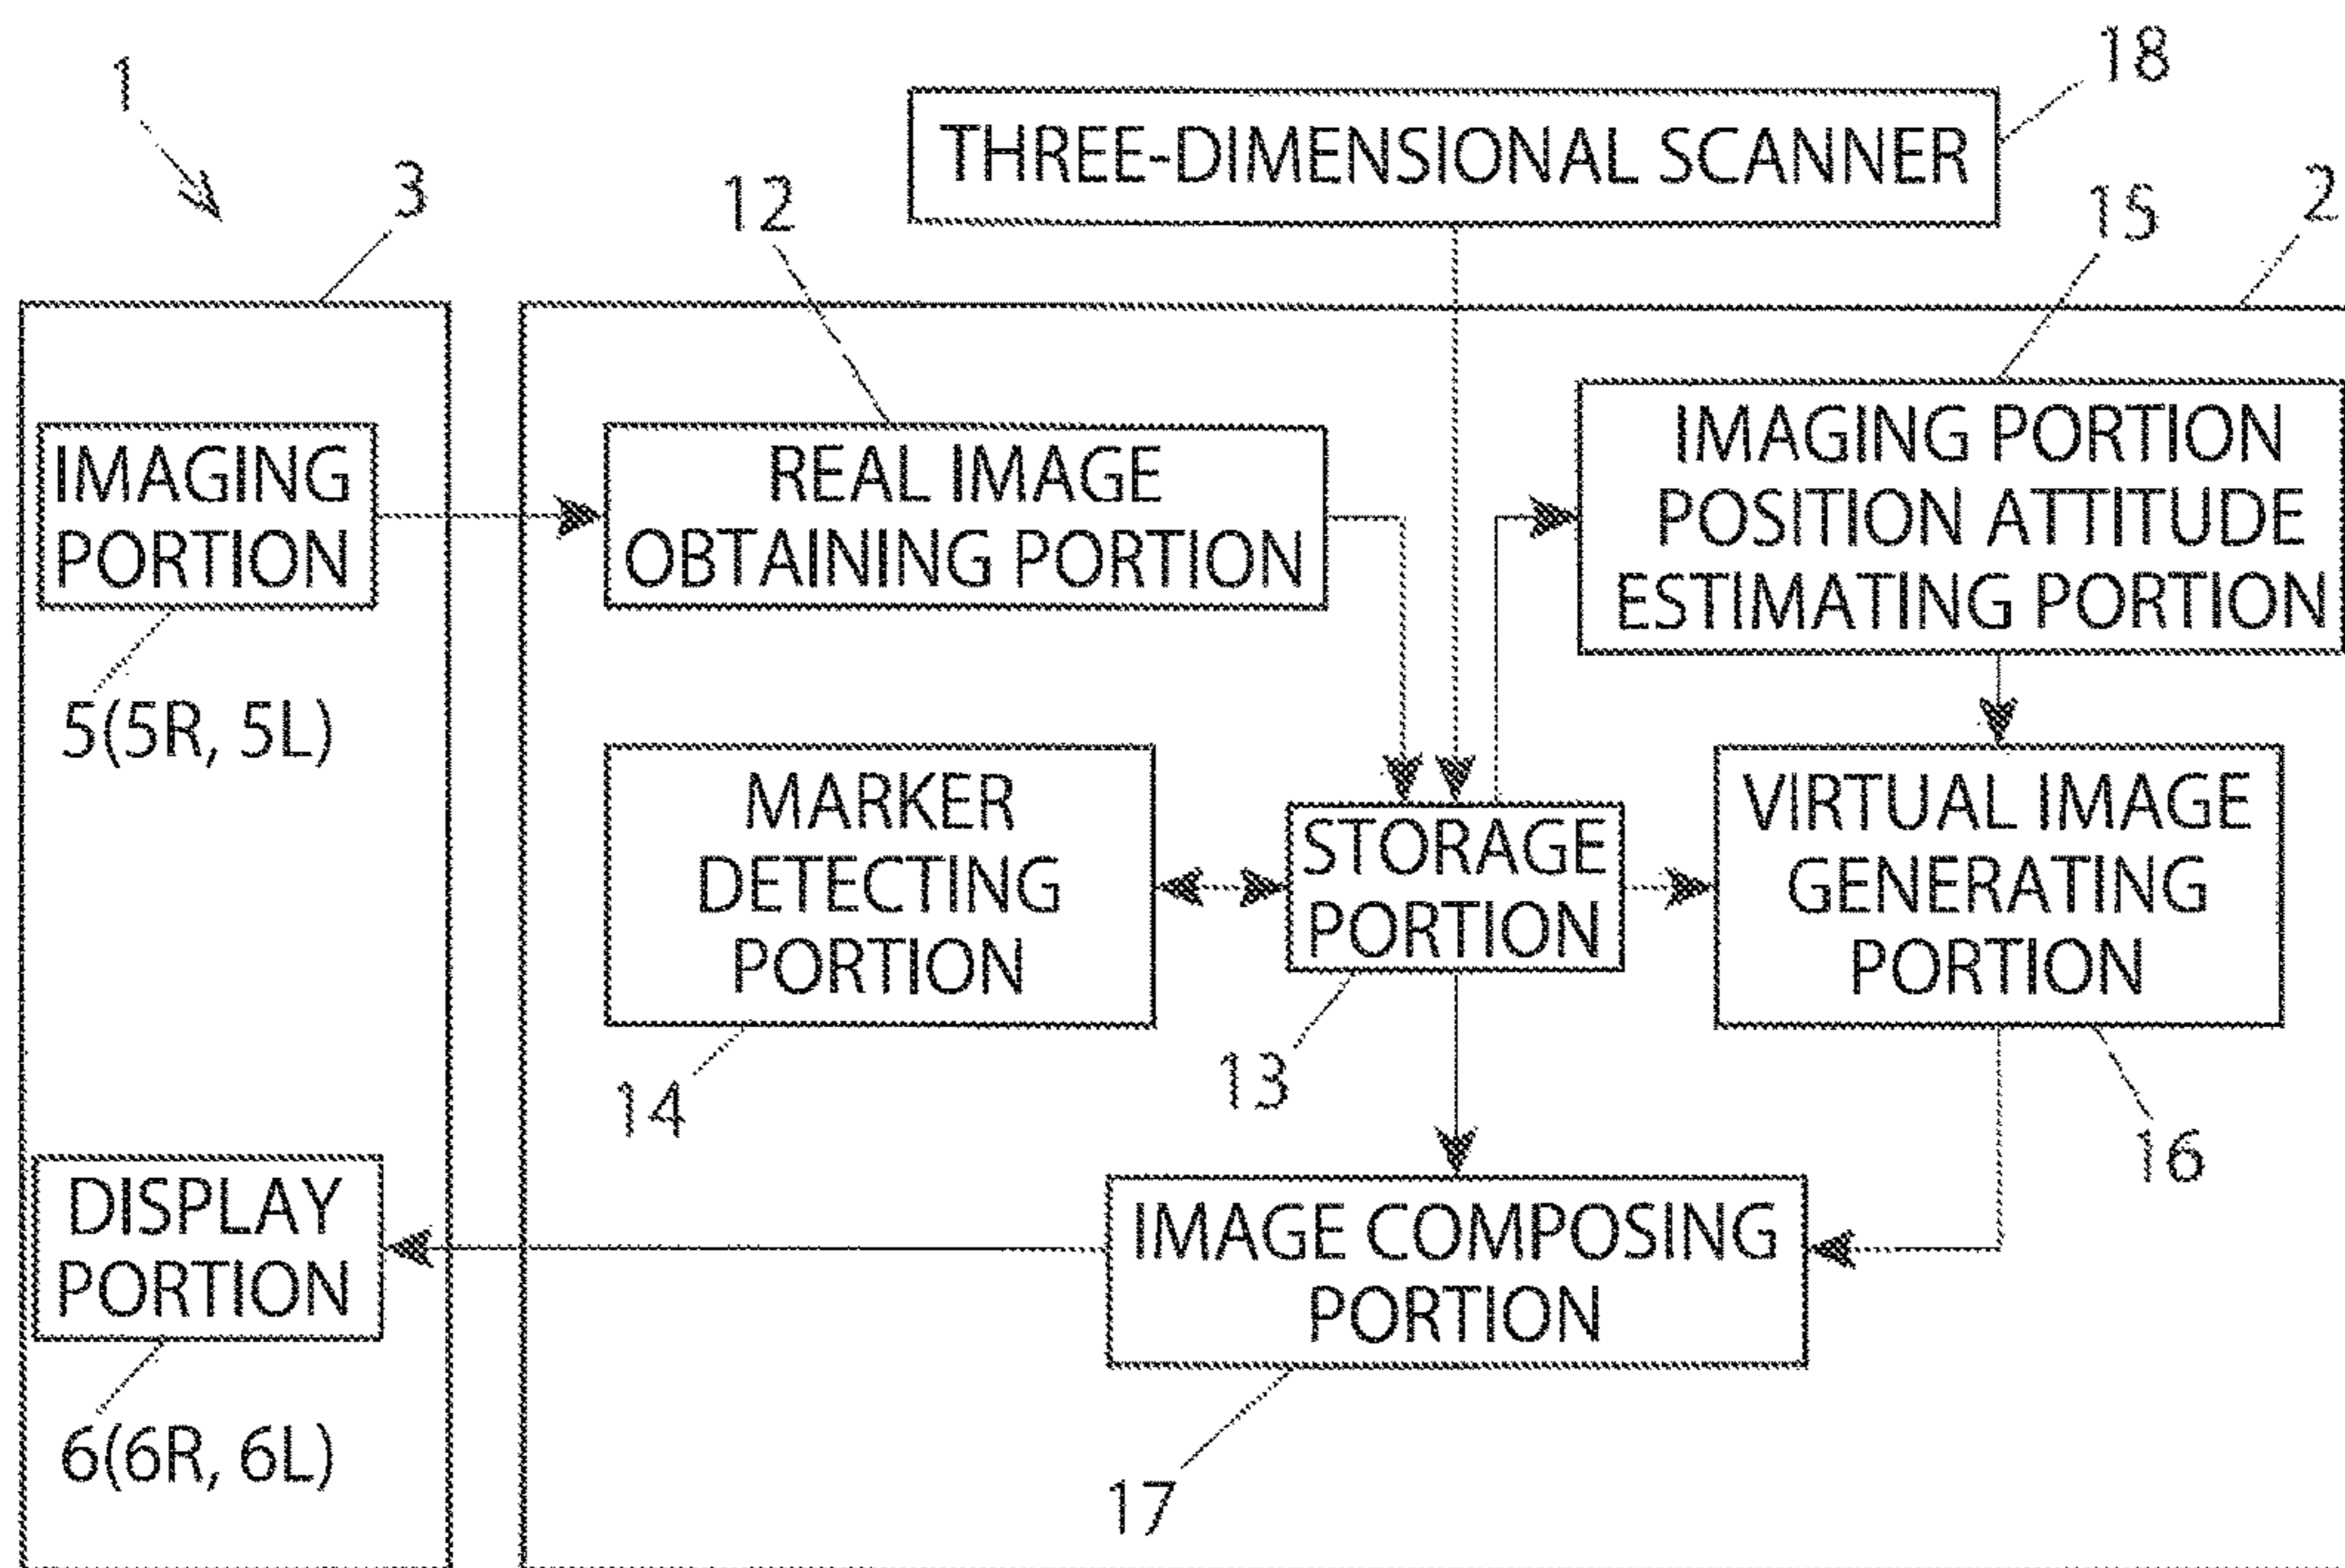 1
18
THREE-DIMENSIONAL SCANNER
3
12
15
2
IMAGING
PORTION
REAL IMAGE
OBTAINING PORTION
IMAGING PORTION
POSITION ATTITUDE
ESTIMATING PORTION
5(5R, 5L)
MARKER
DETECTING
PORTION
STORAGE
PORTION
VIRTUAL IMAGE
GENERATING
PORTION
14
13
16
DISPLAY
PORTION
IMAGE COMPOSING
PORTION
6(6R, 6L)
17